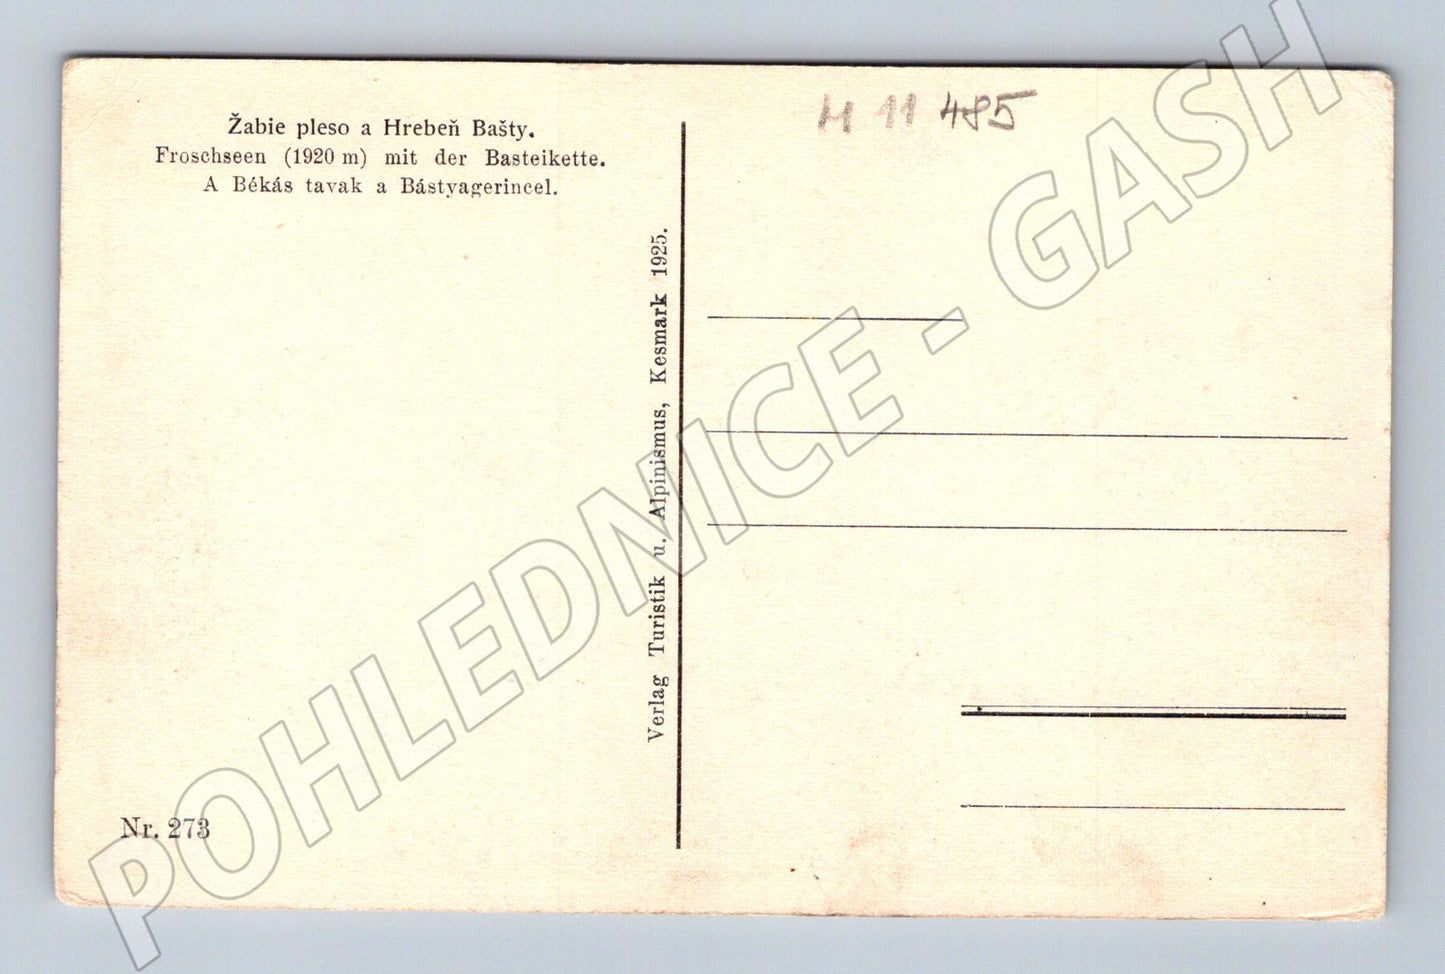 Žabie pleso a Hrebeň Bašty.
Froschseen (1920 m) mit der Basteikette.
A Békás tavak a Bástyagerincel.
Verlag Turistik u. Alpinismus, Kesmark 1925.
Nr. 273
M 11 485
POHLEDNICE - GASH